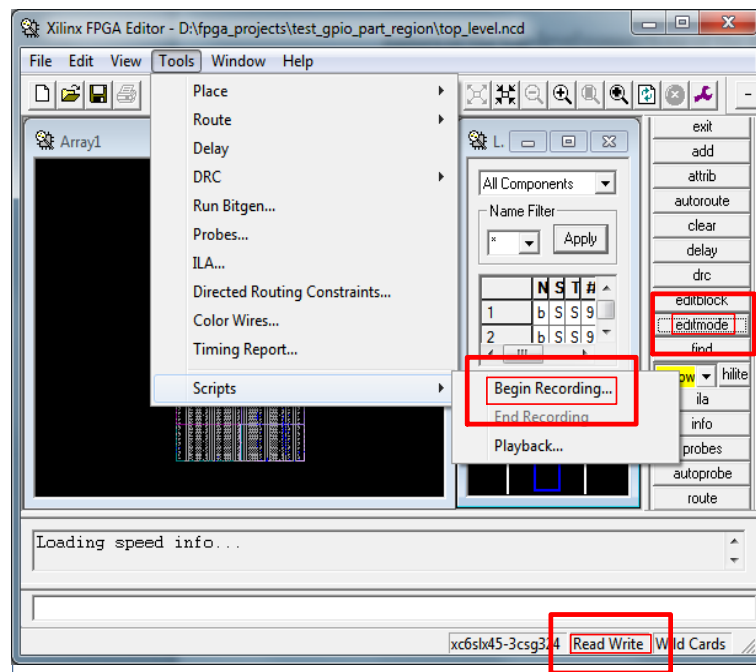 Xilinx FPGA Editor - D:\fpga_projects\test_gpio_part_region\top_level.ncd
File Edit View Tools Window Help
Array1
Place
Route
Delay
DRC
Run Bitgen...
Probes...
ILA...
Directed Routing Constraints...
Color Wires...
Timing Report...
Scripts
Begin Recording...
End Recording
Playback...
L.
All Components
Name Filter
* Apply
N S T #
1 b S S 9
2 b S S 9
exit
add
attrib
autoroute
clear
delay
drc
editblock
editmode
find
hilite
ila
info
probes
autoprobe
route
Loading speed info...
xc6slx45-3csg324 Read Write Wild Cards